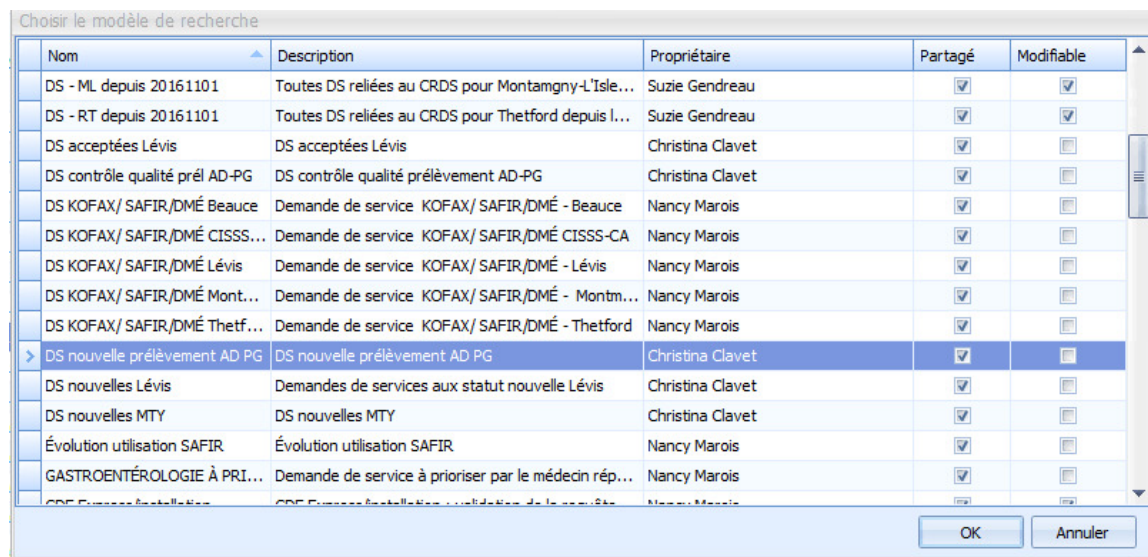 Choisir le modèle de recherche
Nom Description Propriétaire Partagé Modifiable
DS - ML depuis 20161101 Toutes DS reliées au CRDS pour Montamgny-L'Isle... Suzie Gendreau
DS - RT depuis 20161101 Toutes DS reliées au CRDS pour Thetford depuis l... Suzie Gendreau
DS acceptées Lévis DS acceptées Lévis Christina Clavet
DS contrôle qualité prél AD-PG DS contrôle qualité prélèvement AD-PG Christina Clavet
DS KOFAX/ SAFIR/DMÉ Beauce Demande de service KOFAX/ SAFIR/DMÉ - Beauce Nancy Marois
DS KOFAX/ SAFIR/DMÉ CISSS... Demande de service KOFAX/ SAFIR/DMÉ CISSS-CA Nancy Marois
DS KOFAX/ SAFIR/DMÉ Lévis Demande de service KOFAX/ SAFIR/DMÉ - Lévis Nancy Marois
DS KOFAX/ SAFIR/DMÉ Mont... Demande de service KOFAX/ SAFIR/DMÉ - Montm... Nancy Marois
DS KOFAX/ SAFIR/DMÉ Thetf... Demande de service KOFAX/ SAFIR/DMÉ - Thetford Nancy Marois
DS nouvelle prélèvement AD PG DS nouvelle prélèvement AD PG Christina Clavet
DS nouvelles Lévis Demandes de services aux statut nouvelle Lévis Christina Clavet
DS nouvelles MTY DS nouvelles MTY Christina Clavet
Évolution utilisation SAFIR Évolution utilisation SAFIR Nancy Marois
GASTROENTÉROLOGIE À PRI... Demande de service à prioriser par le médecin rép... Nancy Marois
Nancy Marois
OK Annuler